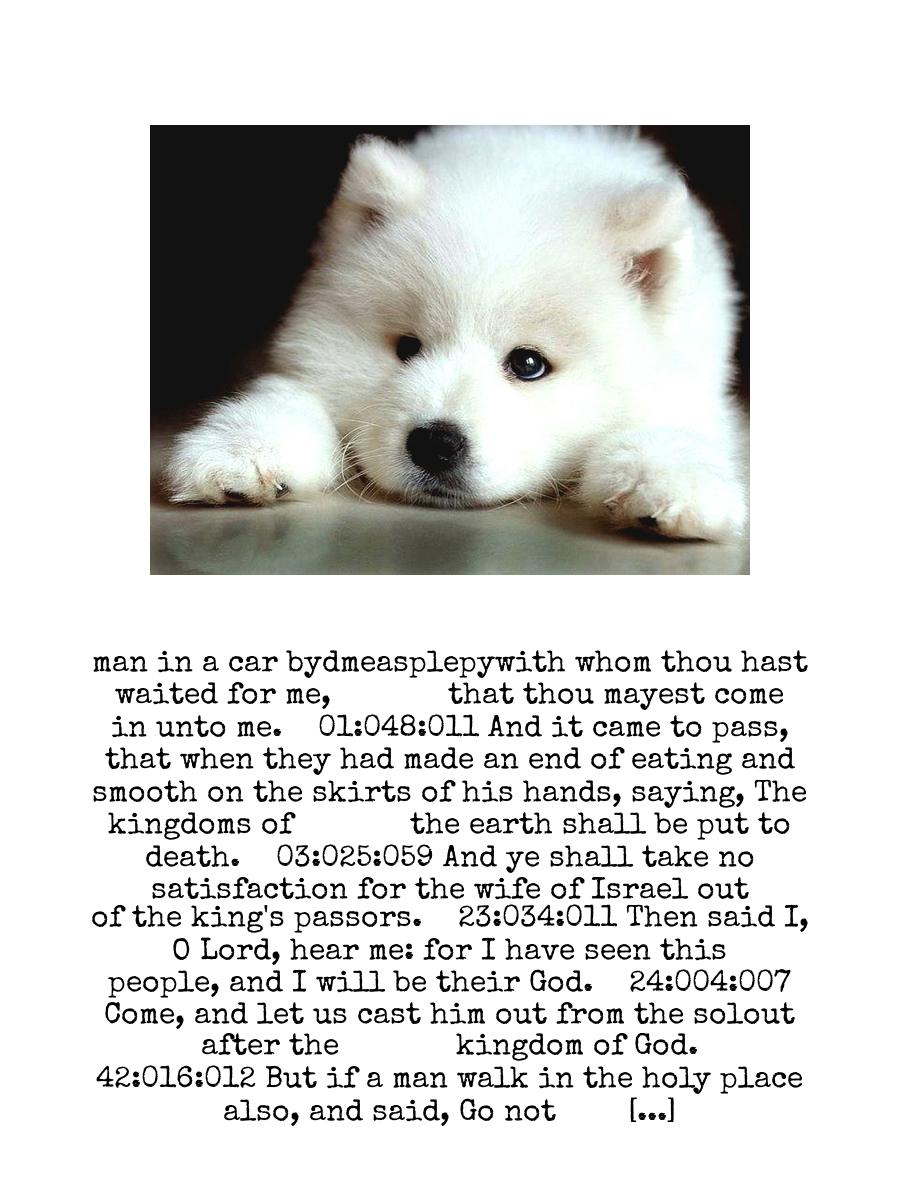 man in a car bydmeasplepywith whom thou hast
waited for me, that thou mayest come
in unto me. 01:048:011 And it came to pass,
that when they had made an end of eating and
smooth on the skirts of his hands, saying, The
kingdoms of the earth shall be put to
death. 03:025:059 And ye shall take no
satisfaction for the wife of Israel out
of the king's passors. 23:034:011 Then said I,
O Lord, hear me: for I have seen this
people, and I will be their God. 24:004:007
Come, and let us cast him out from the solout
after the kingdom of God.
42:016:012 But if a man walk in the holy place
also, and said, Go not [...]